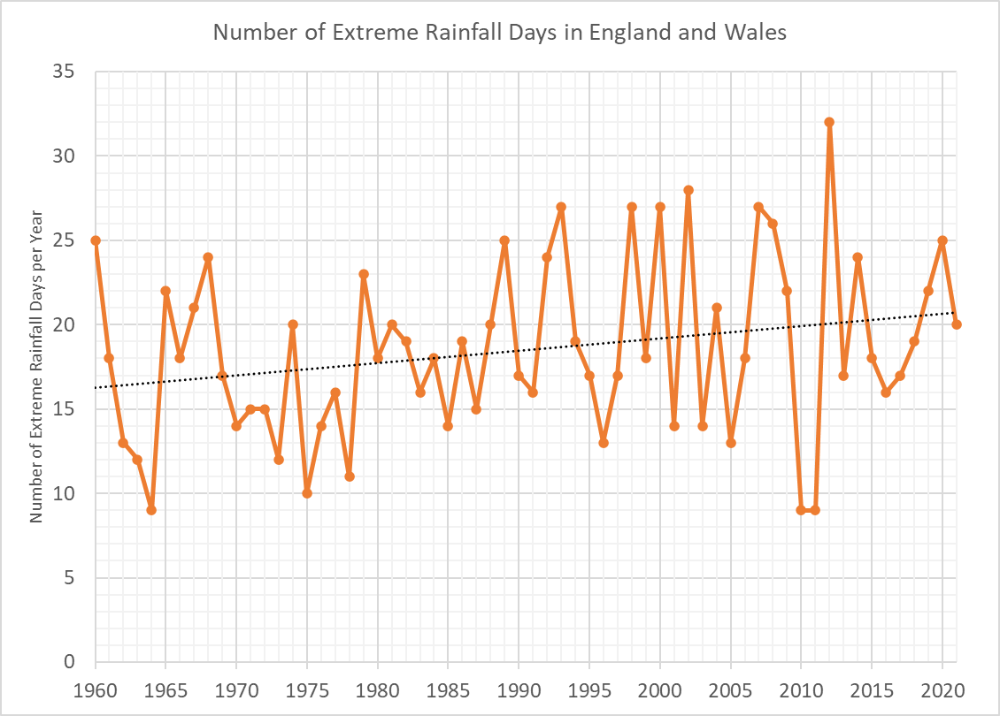 Number of Extreme Rainfall Days in England and Wales
35
30
25
20
15
10
5
0
Number of Extreme Rainfall Days per Year
1960 1965 1970 1975 1980 1985 1990 1995 2000 2005 2010 2015 2020